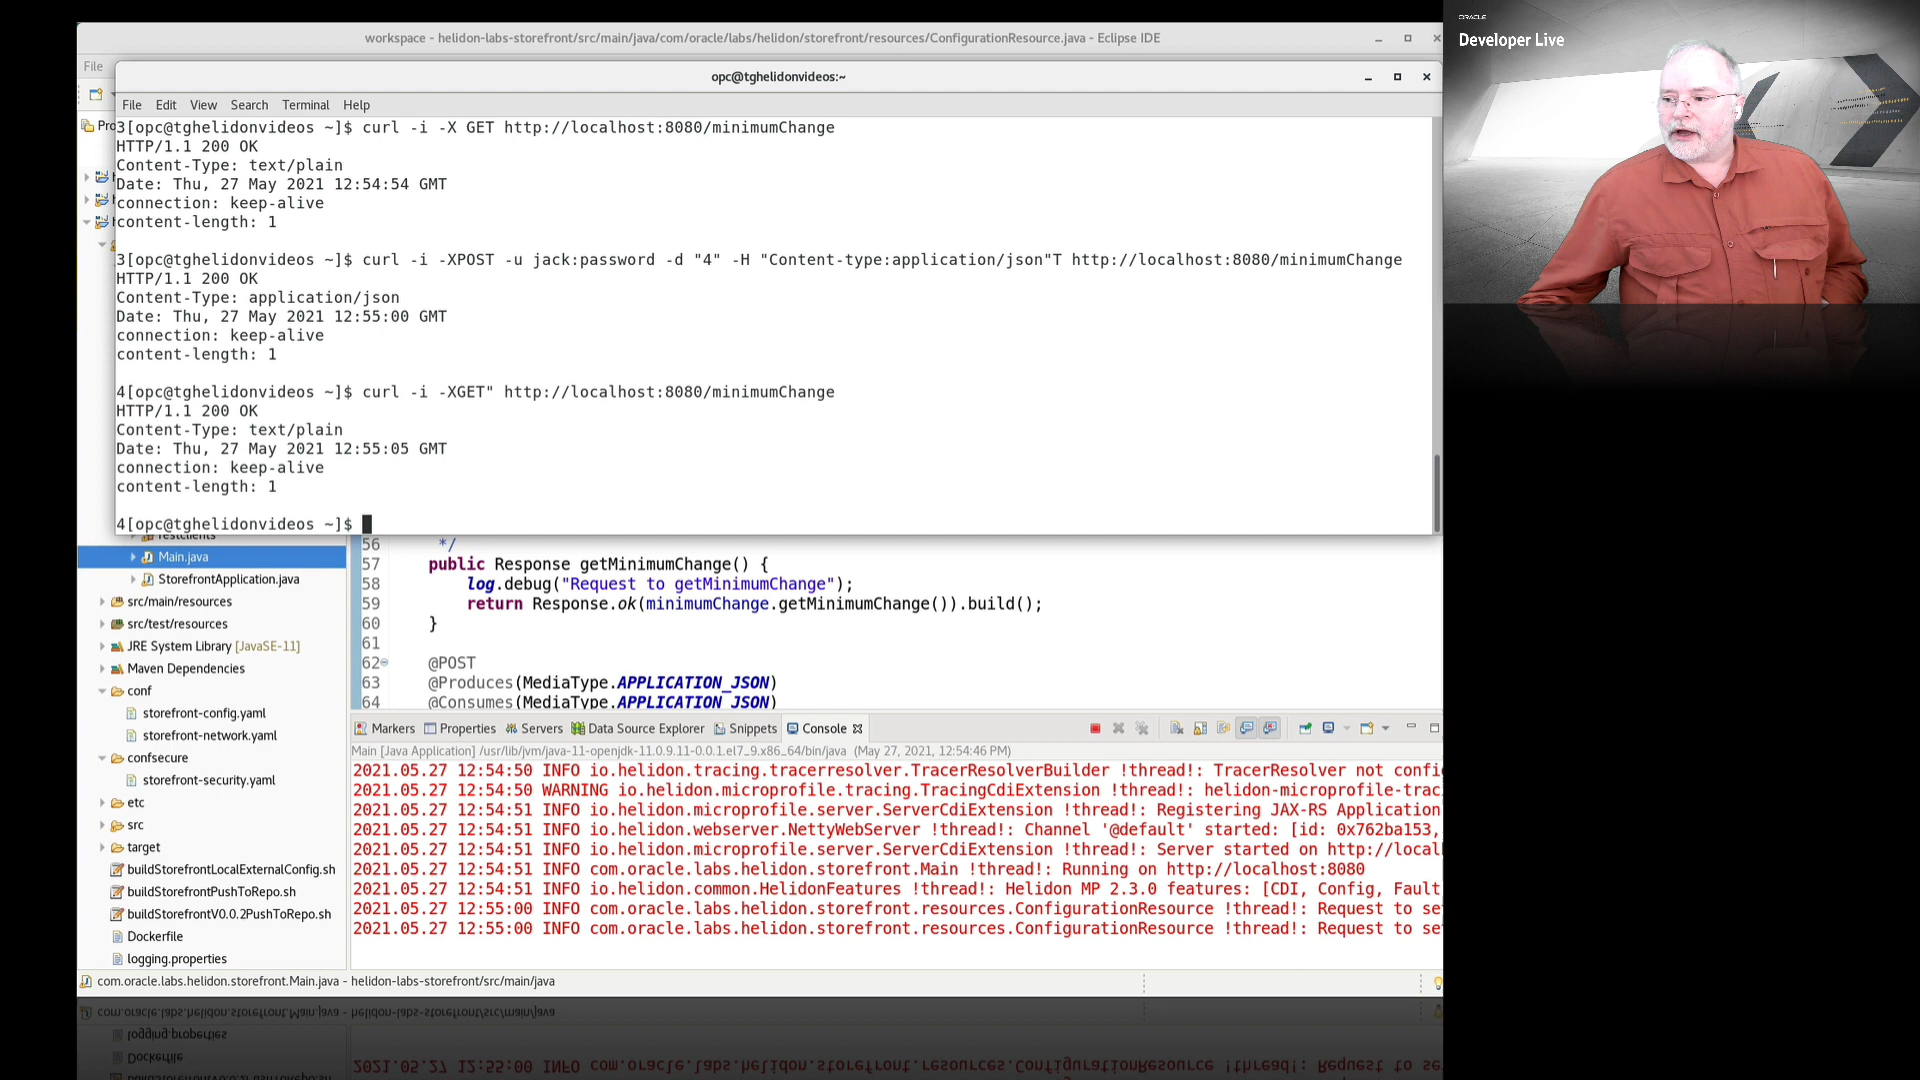 ORACLE
Developer Live
workspace - helidon-labs-storefront/src/main/java/com/oracle/labs/helidon/storefront/resources/ConfigurationResource.java - Eclipse IDE
File
opc@tghelidonvideos:~
File Edit View Search Terminal Help
3[opc@tghelidonvideos ~]$ curl -i -X GET http://localhost:8080/minimumChange
HTTP/1.1 200 OK
Content-Type: text/plain
Date: Thu, 27 May 2021 12:54:54 GMT
connection: keep-alive
content-length: 1
3[opc@tghelidonvideos ~]$ curl -i -XPOST -u jack:password -d "4" -H "Content-type:application/json"T http://localhost:8080/minimumChange
HTTP/1.1 200 OK
Content-Type: application/json
Date: Thu, 27 May 2021 12:55:00 GMT
connection: keep-alive
content-length: 1
4[opc@tghelidonvideos ~]$ curl -i -XGET" http://localhost:8080/minimumChange
HTTP/1.1 200 OK
Content-Type: text/plain
Date: Thu, 27 May 2021 12:55:05 GMT
connection: keep-alive
content-length: 1
4[opc@tghelidonvideos ~]$
Main.java
StorefrontApplication.java
src/main/resources
src/test/resources
JRE System Library [JavaSE-11]
Maven Dependencies
conf
storefront-config.yaml
storefront-network.yaml
confsecure
storefront-security.yaml
etc
src
target
buildStorefrontLocalExternalConfig.sh
buildStorefrontPushToRepo.sh
buildStorefrontV0.0.2PushToRepo.sh
Dockerfile
logging.properties
56 */
57 public Response getMinimumChange() {
58 log.debug("Request to getMinimumChange");
59 return Response.ok(minimumChange.getMinimumChange()).build();
60 }
61
62 @POST
63 @Produces(MediaType.APPLICATION_JSON)
64 @Consumes(MediaType.APPLICATION_JSON)
Markers Properties Servers Data Source Explorer Snippets Console
Main [Java Application] /usr/lib/jvm/java-11-openjdk-11.0.9.11-0.0.1.el7_9.x86_64/bin/java (May 27, 2021, 12:54:46 PM)
2021.05.27 12:54:50 INFO io.helidon.tracing.tracerresolver.TracerResolverBuilder !thread!: TracerResolver not confi
2021.05.27 12:54:50 WARNING io.helidon.microprofile.tracing.TracingCdiExtension !thread!: helidon-microprofile-trac
2021.05.27 12:54:51 INFO io.helidon.microprofile.server.ServerCdiExtension !thread!: Registering JAX-RS Application
2021.05.27 12:54:51 INFO io.helidon.webserver.NettyWebServer !thread!: Channel '@default' started: [id: 0x762ba153,
2021.05.27 12:54:51 INFO io.helidon.microprofile.server.ServerCdiExtension !thread!: Server started on http://local
2021.05.27 12:54:51 INFO com.oracle.labs.helidon.storefront.Main !thread!: Running on http://localhost:8080
2021.05.27 12:54:51 INFO io.helidon.common.HelidonFeatures !thread!: Helidon MP 2.3.0 features: [CDI, Config, Fault
2021.05.27 12:55:00 INFO com.oracle.labs.helidon.storefront.resources.ConfigurationResource !thread!: Request to se
2021.05.27 12:55:00 INFO com.oracle.labs.helidon.storefront.resources.ConfigurationResource !thread!: Request to se
com.oracle.labs.helidon.storefront.Main.java - helidon-labs-storefront/src/main/java